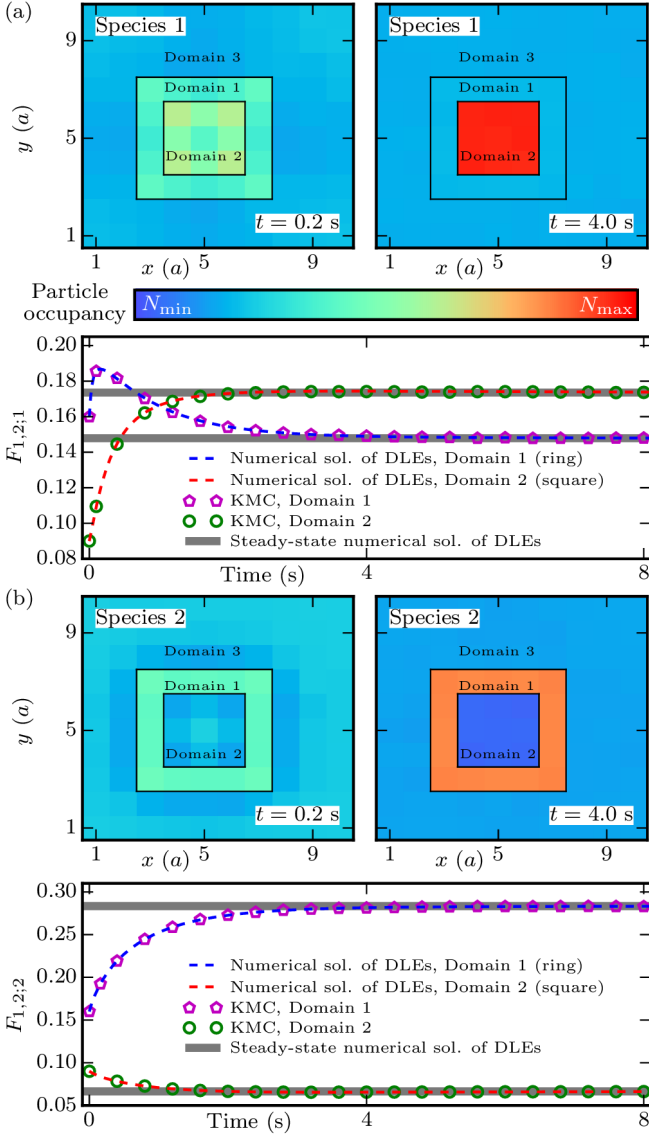 (a)
Species 1
Domain 3
Domain 1
Domain 2
t = 0.2 s
9
5
1
y (a)
1
5
9
x (a)
Species 1
Domain 3
Domain 1
Domain 2
t = 4.0 s
1
5
9
x (a)
Particle
occupancy
N_min
N_max
0.20
0.18
0.16
0.14
0.12
0.10
0.08
F_1,2;1
Numerical sol. of DLEs, Domain 1 (ring)
Numerical sol. of DLEs, Domain 2 (square)
KMC, Domain 1
KMC, Domain 2
Steady-state numerical sol. of DLEs
0
4
8
Time (s)
(b)
Species 2
Domain 3
Domain 1
Domain 2
t = 0.2 s
9
5
1
y (a)
1
5
9
x (a)
Species 2
Domain 3
Domain 1
Domain 2
t = 4.0 s
1
5
9
x (a)
0.30
0.25
0.20
0.15
0.10
0.05
F_1,2;2
Numerical sol. of DLEs, Domain 1 (ring)
Numerical sol. of DLEs, Domain 2 (square)
KMC, Domain 1
KMC, Domain 2
Steady-state numerical sol. of DLEs
0
4
8
Time (s)